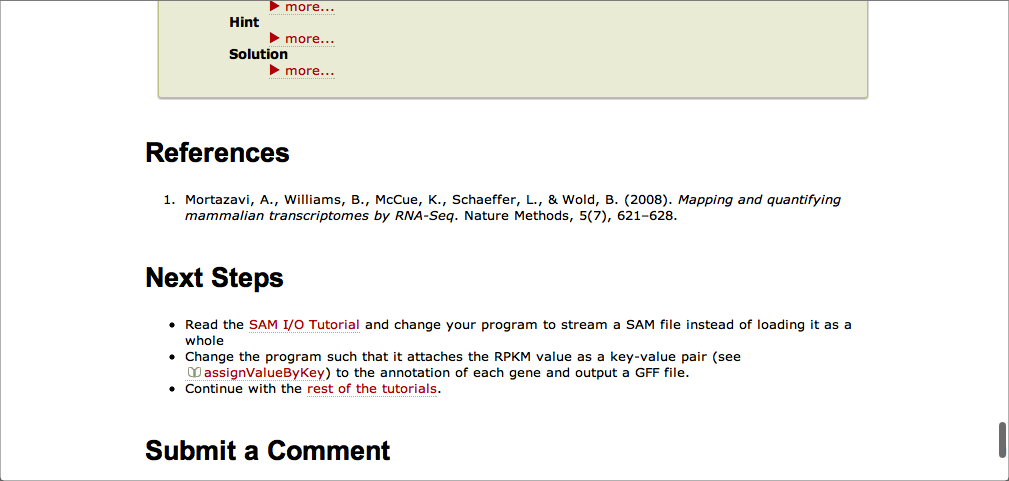 ▶ more...
Hint
▶ more...
Solution
▶ more...
References
1. Mortazavi, A., Williams, B., McCue, K., Schaeffer, L., & Wold, B. (2008). Mapping and quantifying
mammalian transcriptomes by RNA-Seq. Nature Methods, 5(7), 621–628.
Next Steps
• Read the SAM I/O Tutorial and change your program to stream a SAM file instead of loading it as a
whole
• Change the program such that it attaches the RPKM value as a key-value pair (see
assignValueByKey) to the annotation of each gene and output a GFF file.
• Continue with the rest of the tutorials.
Submit a Comment